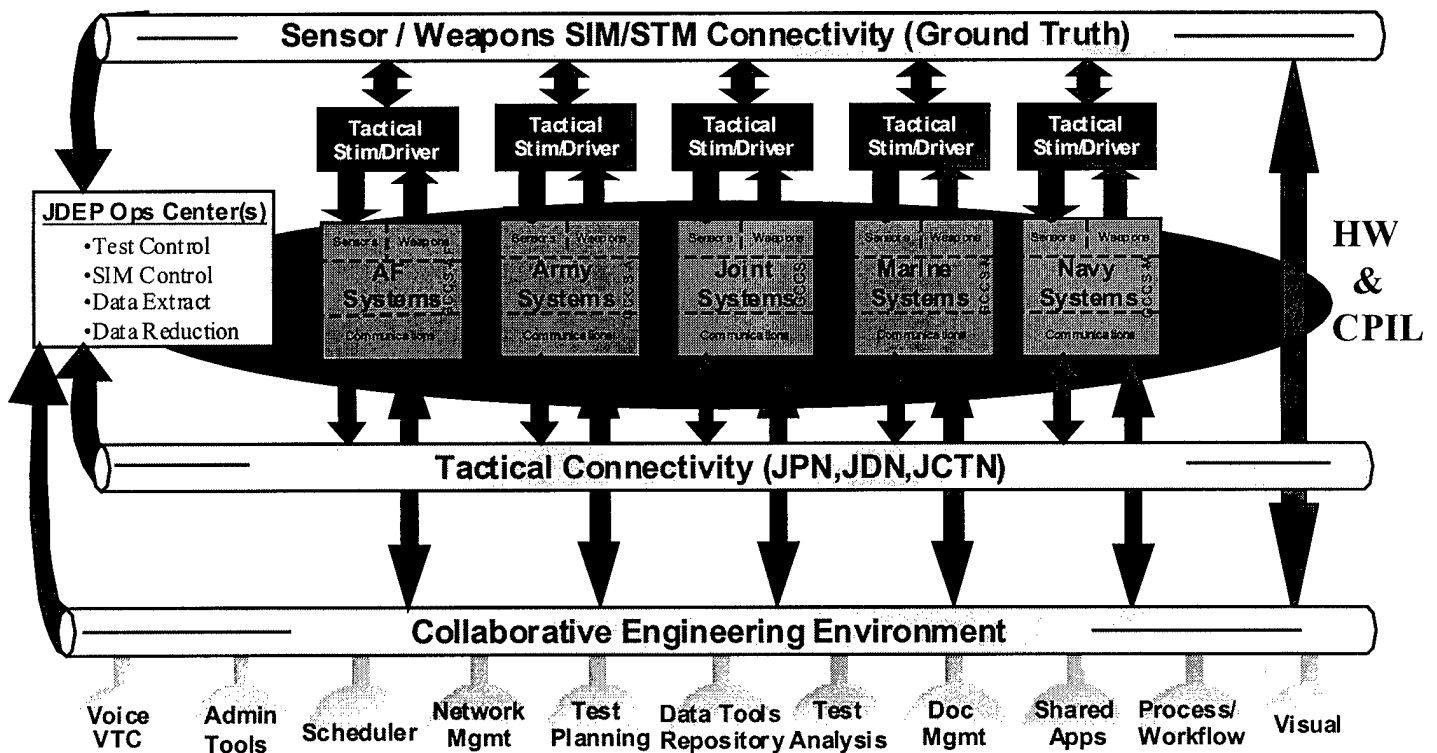 Sensor / Weapons SIM/STM Connectivity (Ground Truth)
Tactical
Stim/Driver
Tactical
Stim/Driver
Tactical
Stim/Driver
Tactical
Stim/Driver
Tactical
Stim/Driver
JDEP Ops Center(s)
•Test Control
•SIM Control
•Data Extract
•Data Reduction
Sensors Weapons
AF
Systems
Communications
Sensors Weapons
Army
Systems
Communications
Sensors Weapons
Joint
Systems
Communications
Sensors Weapons
Marine
Systems
GCCS-M
Communications
Sensors Weapons
Navy
Systems
GCCS-M
Communications
HW
&
CPIL
Tactical Connectivity (JPN,JDN,JCTN)
Collaborative Engineering Environment
Voice
VTC
Admin
Tools
Scheduler
Network
Mgmt
Test
Planning
Data Tools
Repository
Test
Analysis
Doc
Mgmt
Shared
Apps
Process/
Workflow
Visual